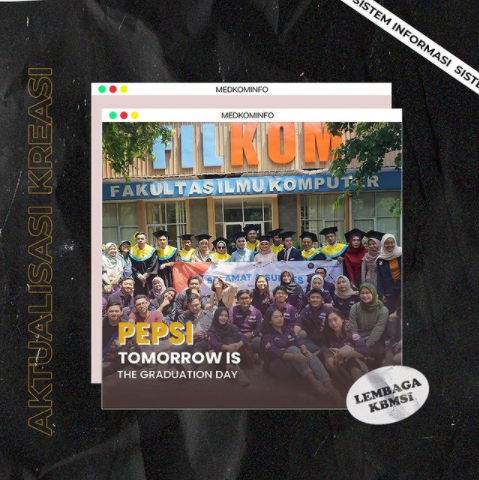 SISTEM INFORMASI SISTE
MEDKOMINFO
MEDKOMINFO
AKTUALISASI KREASI
FILKOM
FAKULTAS ILMU KOMPUTER
PEPSI
TOMORROW IS
THE GRADUATION DAY
LEMBAGA
KBMSI